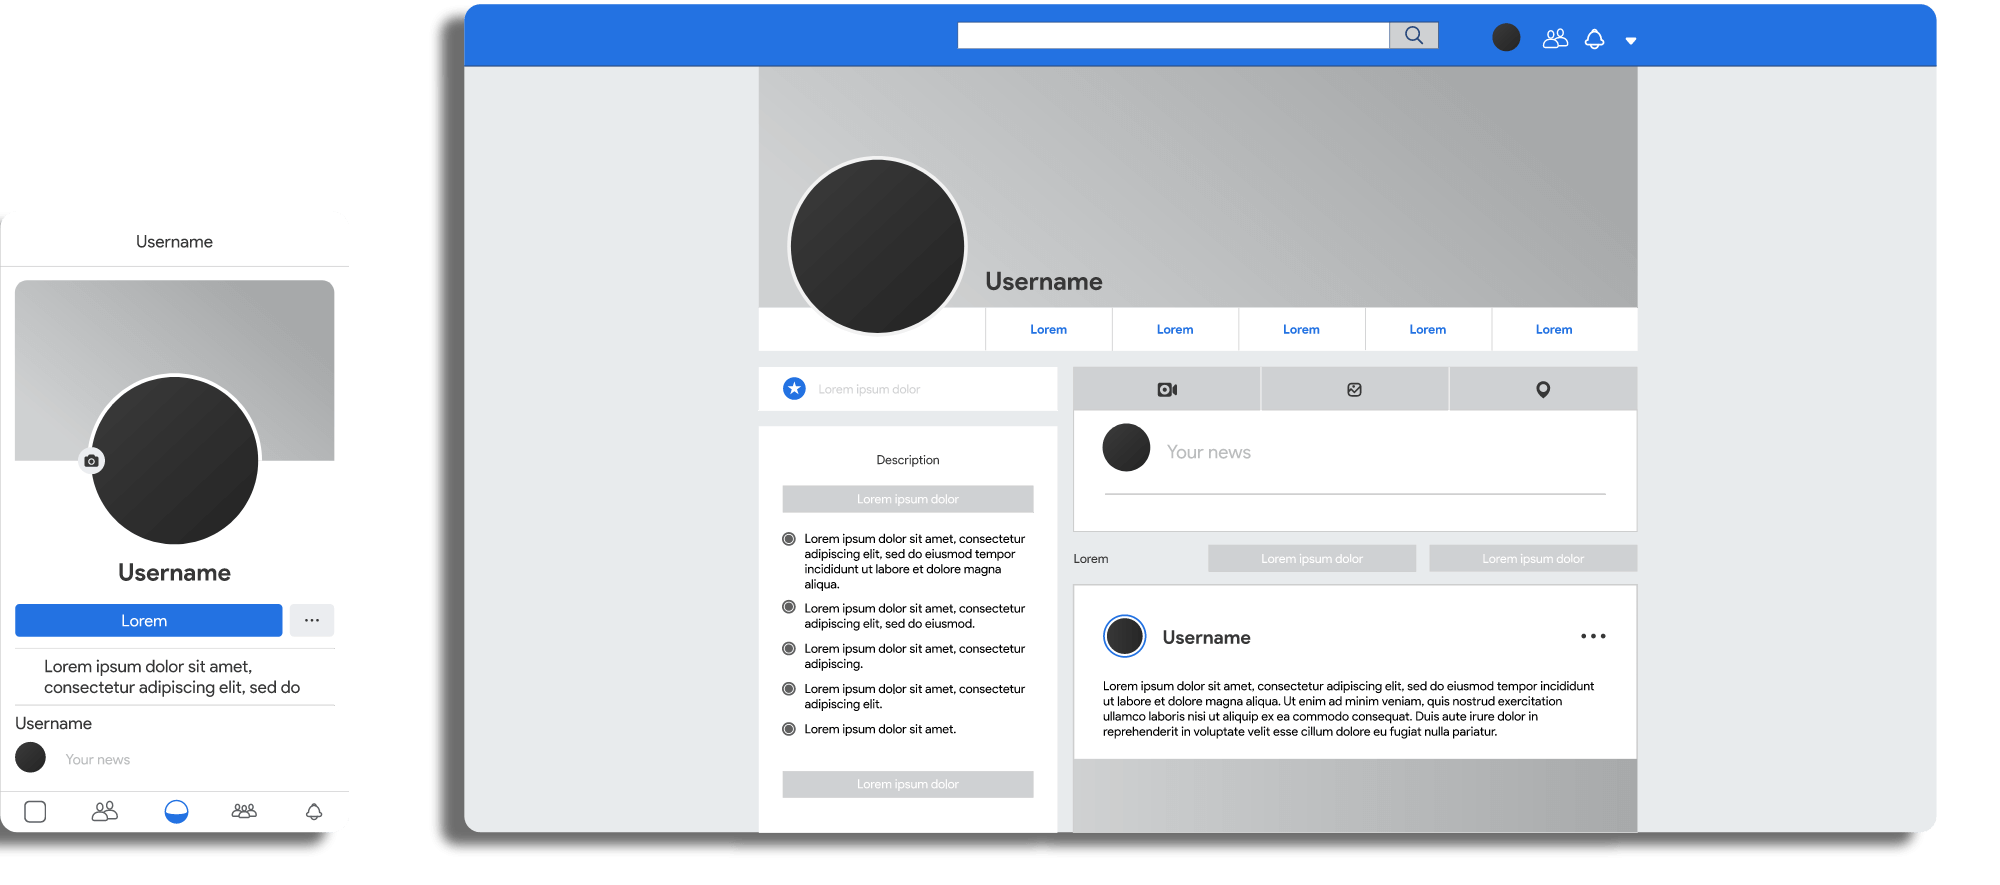 Username
Username
Lorem
...
Lorem ipsum dolor sit amet,
consectetur adipiscing elit, sed do
Username
Your news
Username
Lorem
Lorem
Lorem
Lorem
Lorem
Lorem ipsum dolor
Description
Lorem ipsum dolor
Lorem ipsum dolor sit amet, consectetur
adipiscing elit, sed do eiusmod tempor
incididunt ut labore et dolore magna
aliqua.
Lorem ipsum dolor sit amet, consectetur
adipiscing elit, sed do eiusmod.
Lorem ipsum dolor sit amet, consectetur
adipiscing.
Lorem ipsum dolor sit amet, consectetur
adipiscing elit.
Lorem ipsum dolor sit amet.
Lorem ipsum dolor
Your news
Lorem
Lorem ipsum dolor
Lorem ipsum dolor
Username
...
Lorem ipsum dolor sit amet, consectetur adipiscing elit, sed do eiusmod tempor incididunt
ut labore et dolore magna aliqua. Ut enim ad minim veniam, quis nostrud exercitation
ullamco laboris nisi ut aliquip ex ea commodo consequat. Duis aute irure dolor in
reprehenderit in voluptate velit esse cillum dolore eu fugiat nulla pariatur.